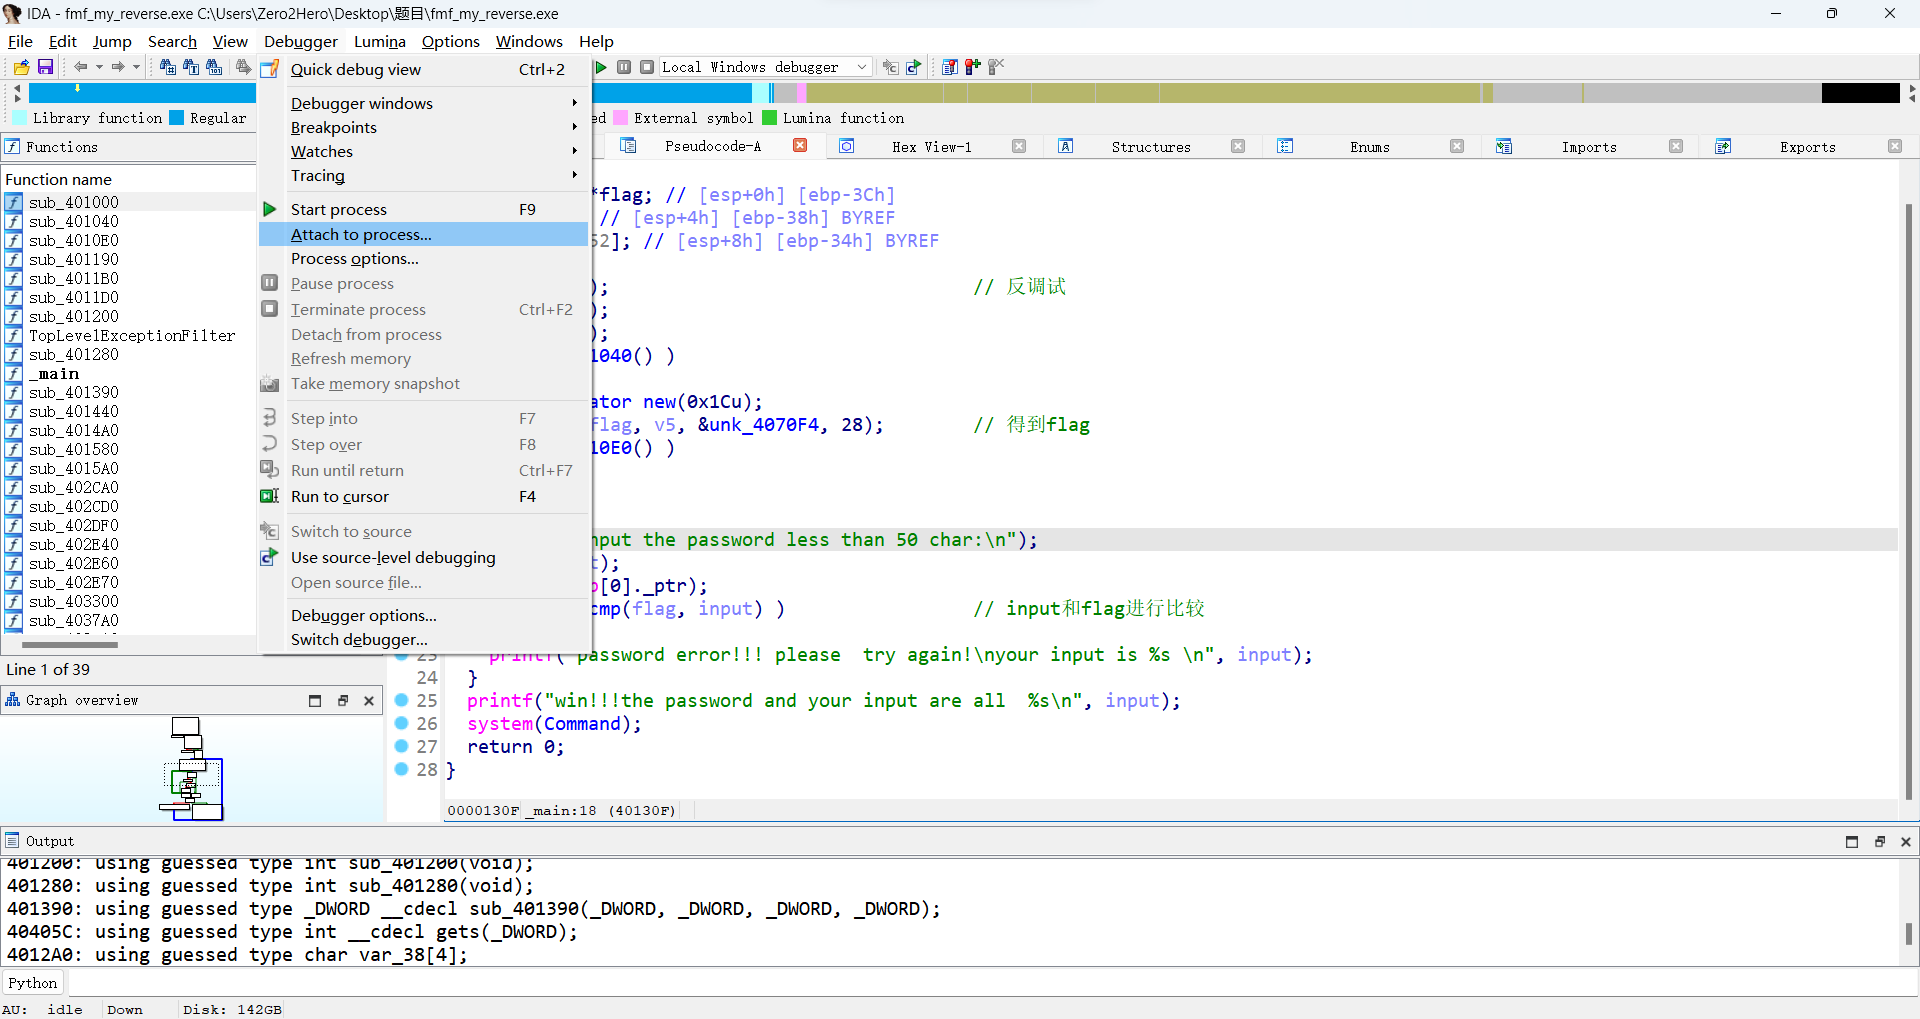 IDA - fmf_my_reverse.exe C:\Users\Zero2Hero\Desktop\题目\fmf_my_reverse.exe
File Edit Jump Search View Debugger Lumina Options Windows Help
Local Windows debugger
Library function Regular
ed External symbol Lumina function
Functions
Pseudocode-A Hex View-1 Structures Enums Imports Exports
Function name
sub_401000
sub_401040
sub_4010E0
sub_401190
sub_4011B0
sub_4011D0
sub_401200
TopLevelExceptionFilter
sub_401280
_main
sub_401390
sub_401440
sub_4014A0
sub_401580
sub_4015A0
sub_402CA0
sub_402CD0
sub_402DF0
sub_402E40
sub_402E60
sub_402E70
sub_403300
sub_4037A0
Line 1 of 39
Graph overview
Quick debug view Ctrl+2
Debugger windows
Breakpoints
Watches
Tracing
Start process F9
Attach to process...
Process options...
Pause process
Terminate process Ctrl+F2
Detach from process
Refresh memory
Take memory snapshot
Step into F7
Step over F8
Run until return Ctrl+F7
Run to cursor F4
Switch to source
Use source-level debugging
Open source file...
Debugger options...
Switch debugger...
*flag; // [esp+0h] [ebp-3Ch]
// [esp+4h] [ebp-38h] BYREF
52]; // [esp+8h] [ebp-34h] BYREF
); // 反调试
);
);
1040() )
ator new(0x1Cu);
flag, v5, &unk_4070F4, 28); // 得到flag
10E0() )
nput the password less than 50 char:\n");
t);
p[0]._ptr);
cmp(flag, input) ) // input和flag进行比较
23 printf( password error!!! please  try again!\nyour input is %s \n", input);
24 }
25 printf("win!!!the password and your input are all  %s\n", input);
26 system(Command);
27 return 0;
28 }
0000130F _main:18 (40130F)
Output
401200: using guessed type int sub_401200(void);
401280: using guessed type int sub_401280(void);
401390: using guessed type _DWORD __cdecl sub_401390(_DWORD, _DWORD, _DWORD, _DWORD);
40405C: using guessed type int __cdecl gets(_DWORD);
4012A0: using guessed type char var_38[4];
Python
AU: idle Down Disk: 142GB